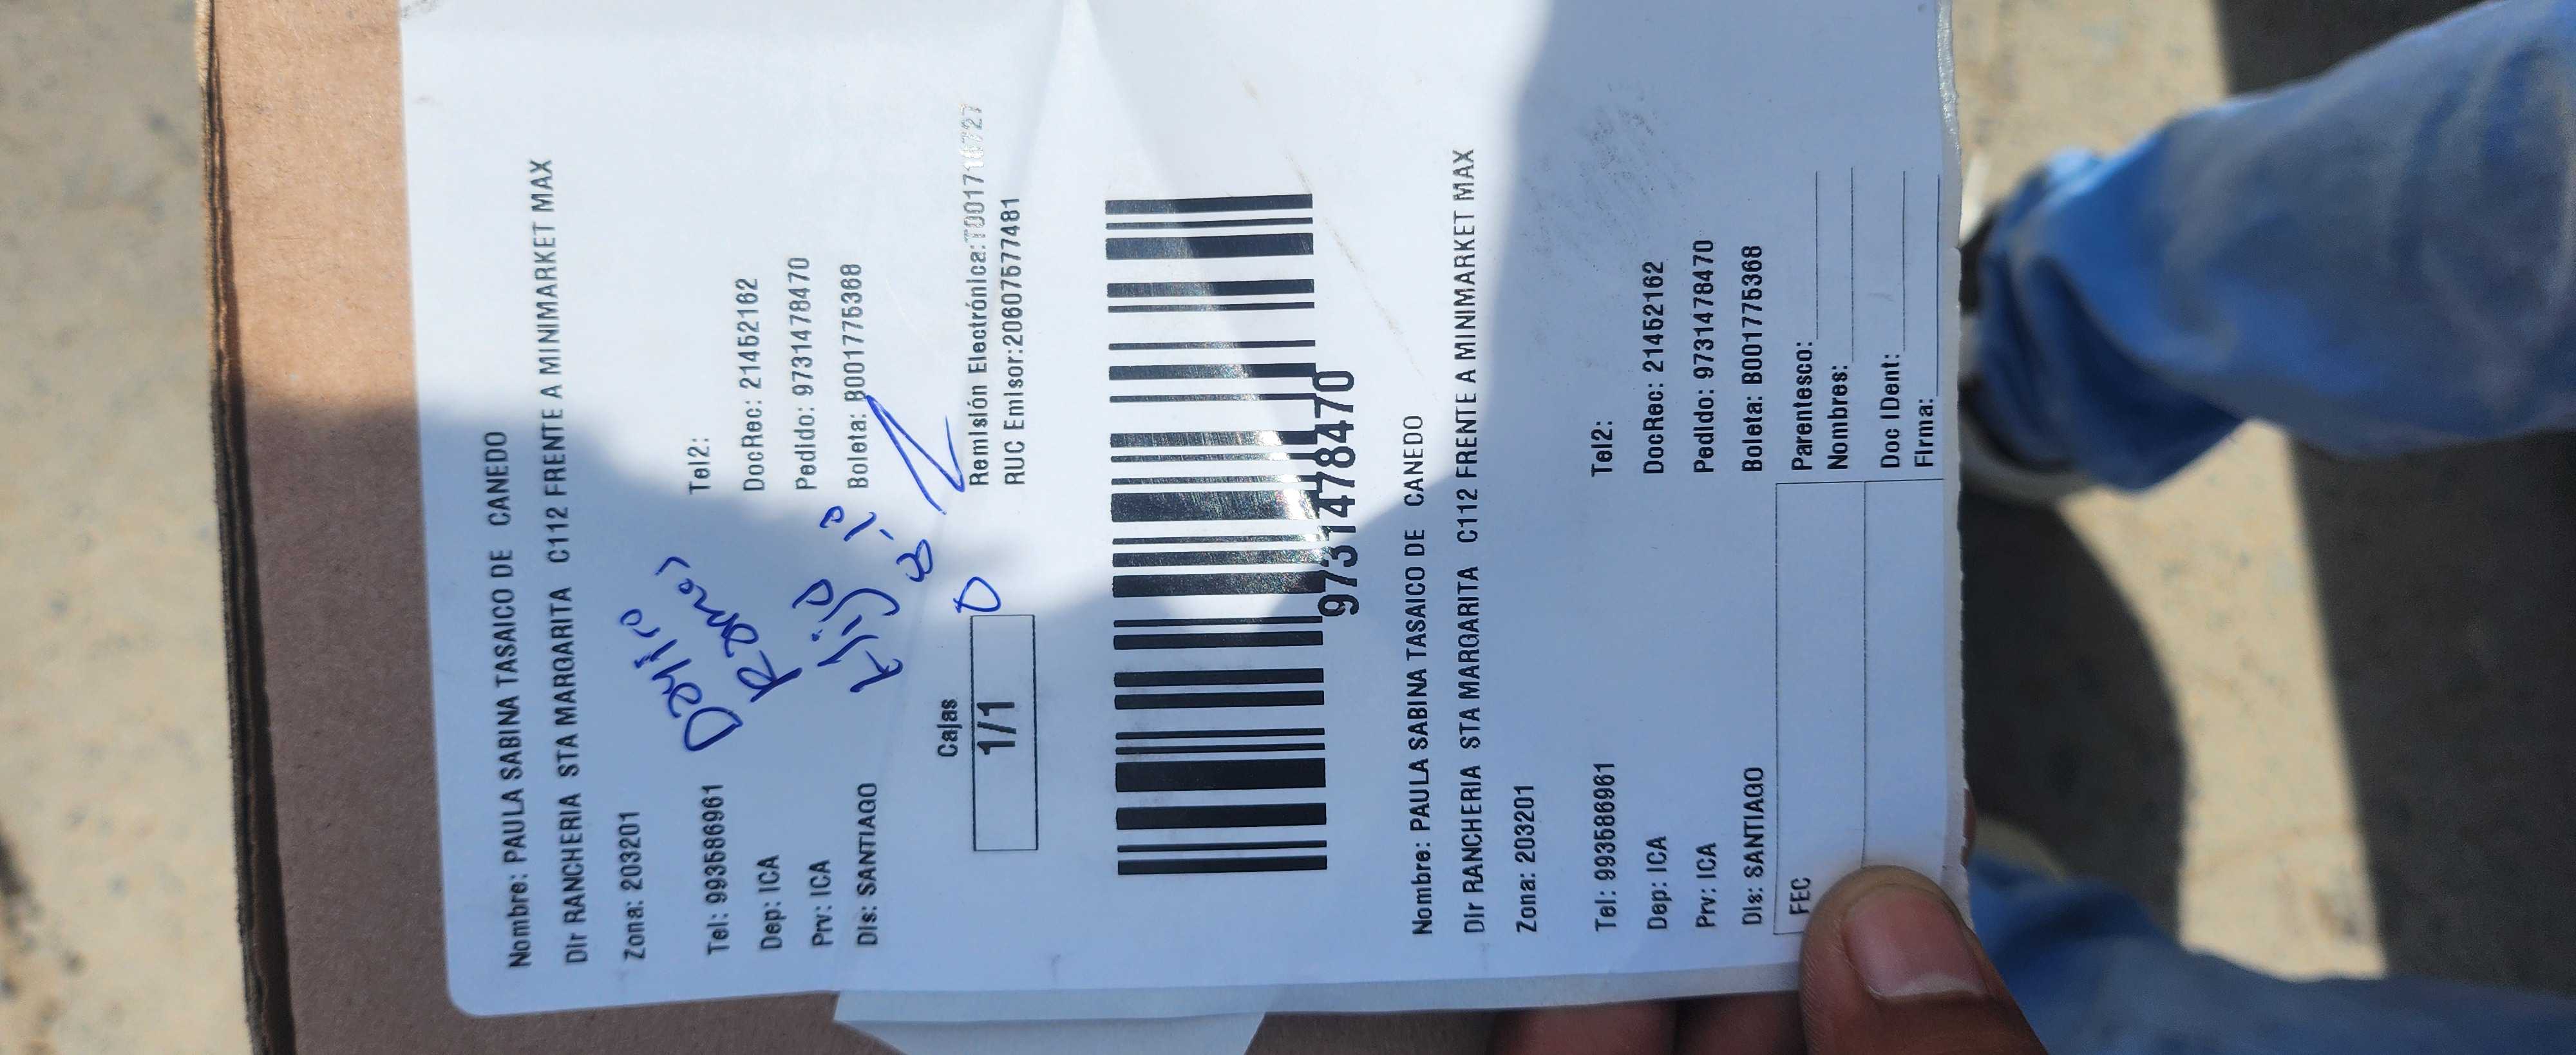 Nombre: PAULA SABINA TASAICO DE CANEDO
DIr RANCHERIA STA MARGARITA C112 FRENTE A MINIMARKET MAX
Zona: 203201
Tel: 993586961 Tel2:
Dep: ICA DocRec: 21452162
Prv: ICA Pedido: 9731478470
DIs: SANTIAGO Boleta: B001775368
Ramos
Hijo
Cajas
1/1
Remisión Electrónica:
RUC Emisor:20607577481
9731478470
Nombre: PAULA SABINA TASAICO DE CANEDO
DIr RANCHERIA STA MARGARITA C112 FRENTE A MINIMARKET MAX
Zona: 203201
Tel: 993586961 Tel2:
Dep: ICA DocRec: 21452162
Prv: ICA Pedido: 9731478470
DIs: SANTIAGO Boleta: B001775368
FEC
Parentesco:
Nombres:
Doc IDent:
Firma: